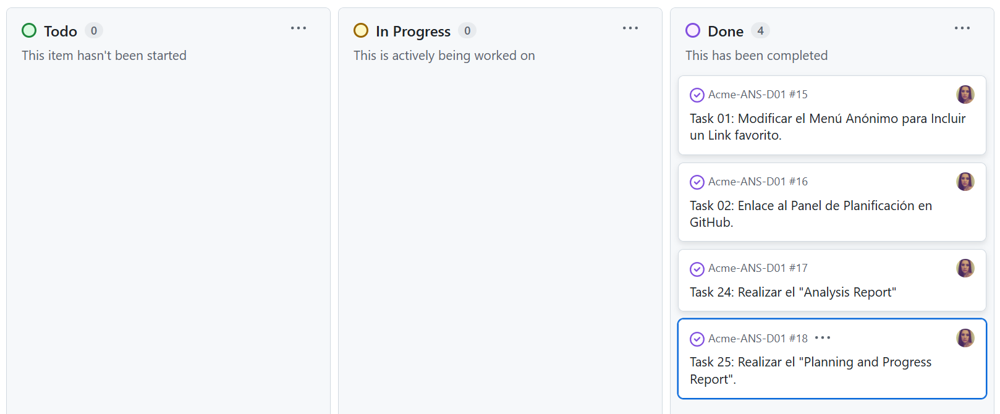 Todo 0
This item hasn't been started
In Progress 0
This is actively being worked on
Done 4
This has been completed
Acme-ANS-D01 #15
Task 01: Modificar el Menú Anónimo para Incluir
un Link favorito.
Acme-ANS-D01 #16
Task 02: Enlace al Panel de Planificación en
GitHub.
Acme-ANS-D01 #17
Task 24: Realizar el "Analysis Report"
Acme-ANS-D01 #18
Task 25: Realizar el "Planning and Progress
Report".